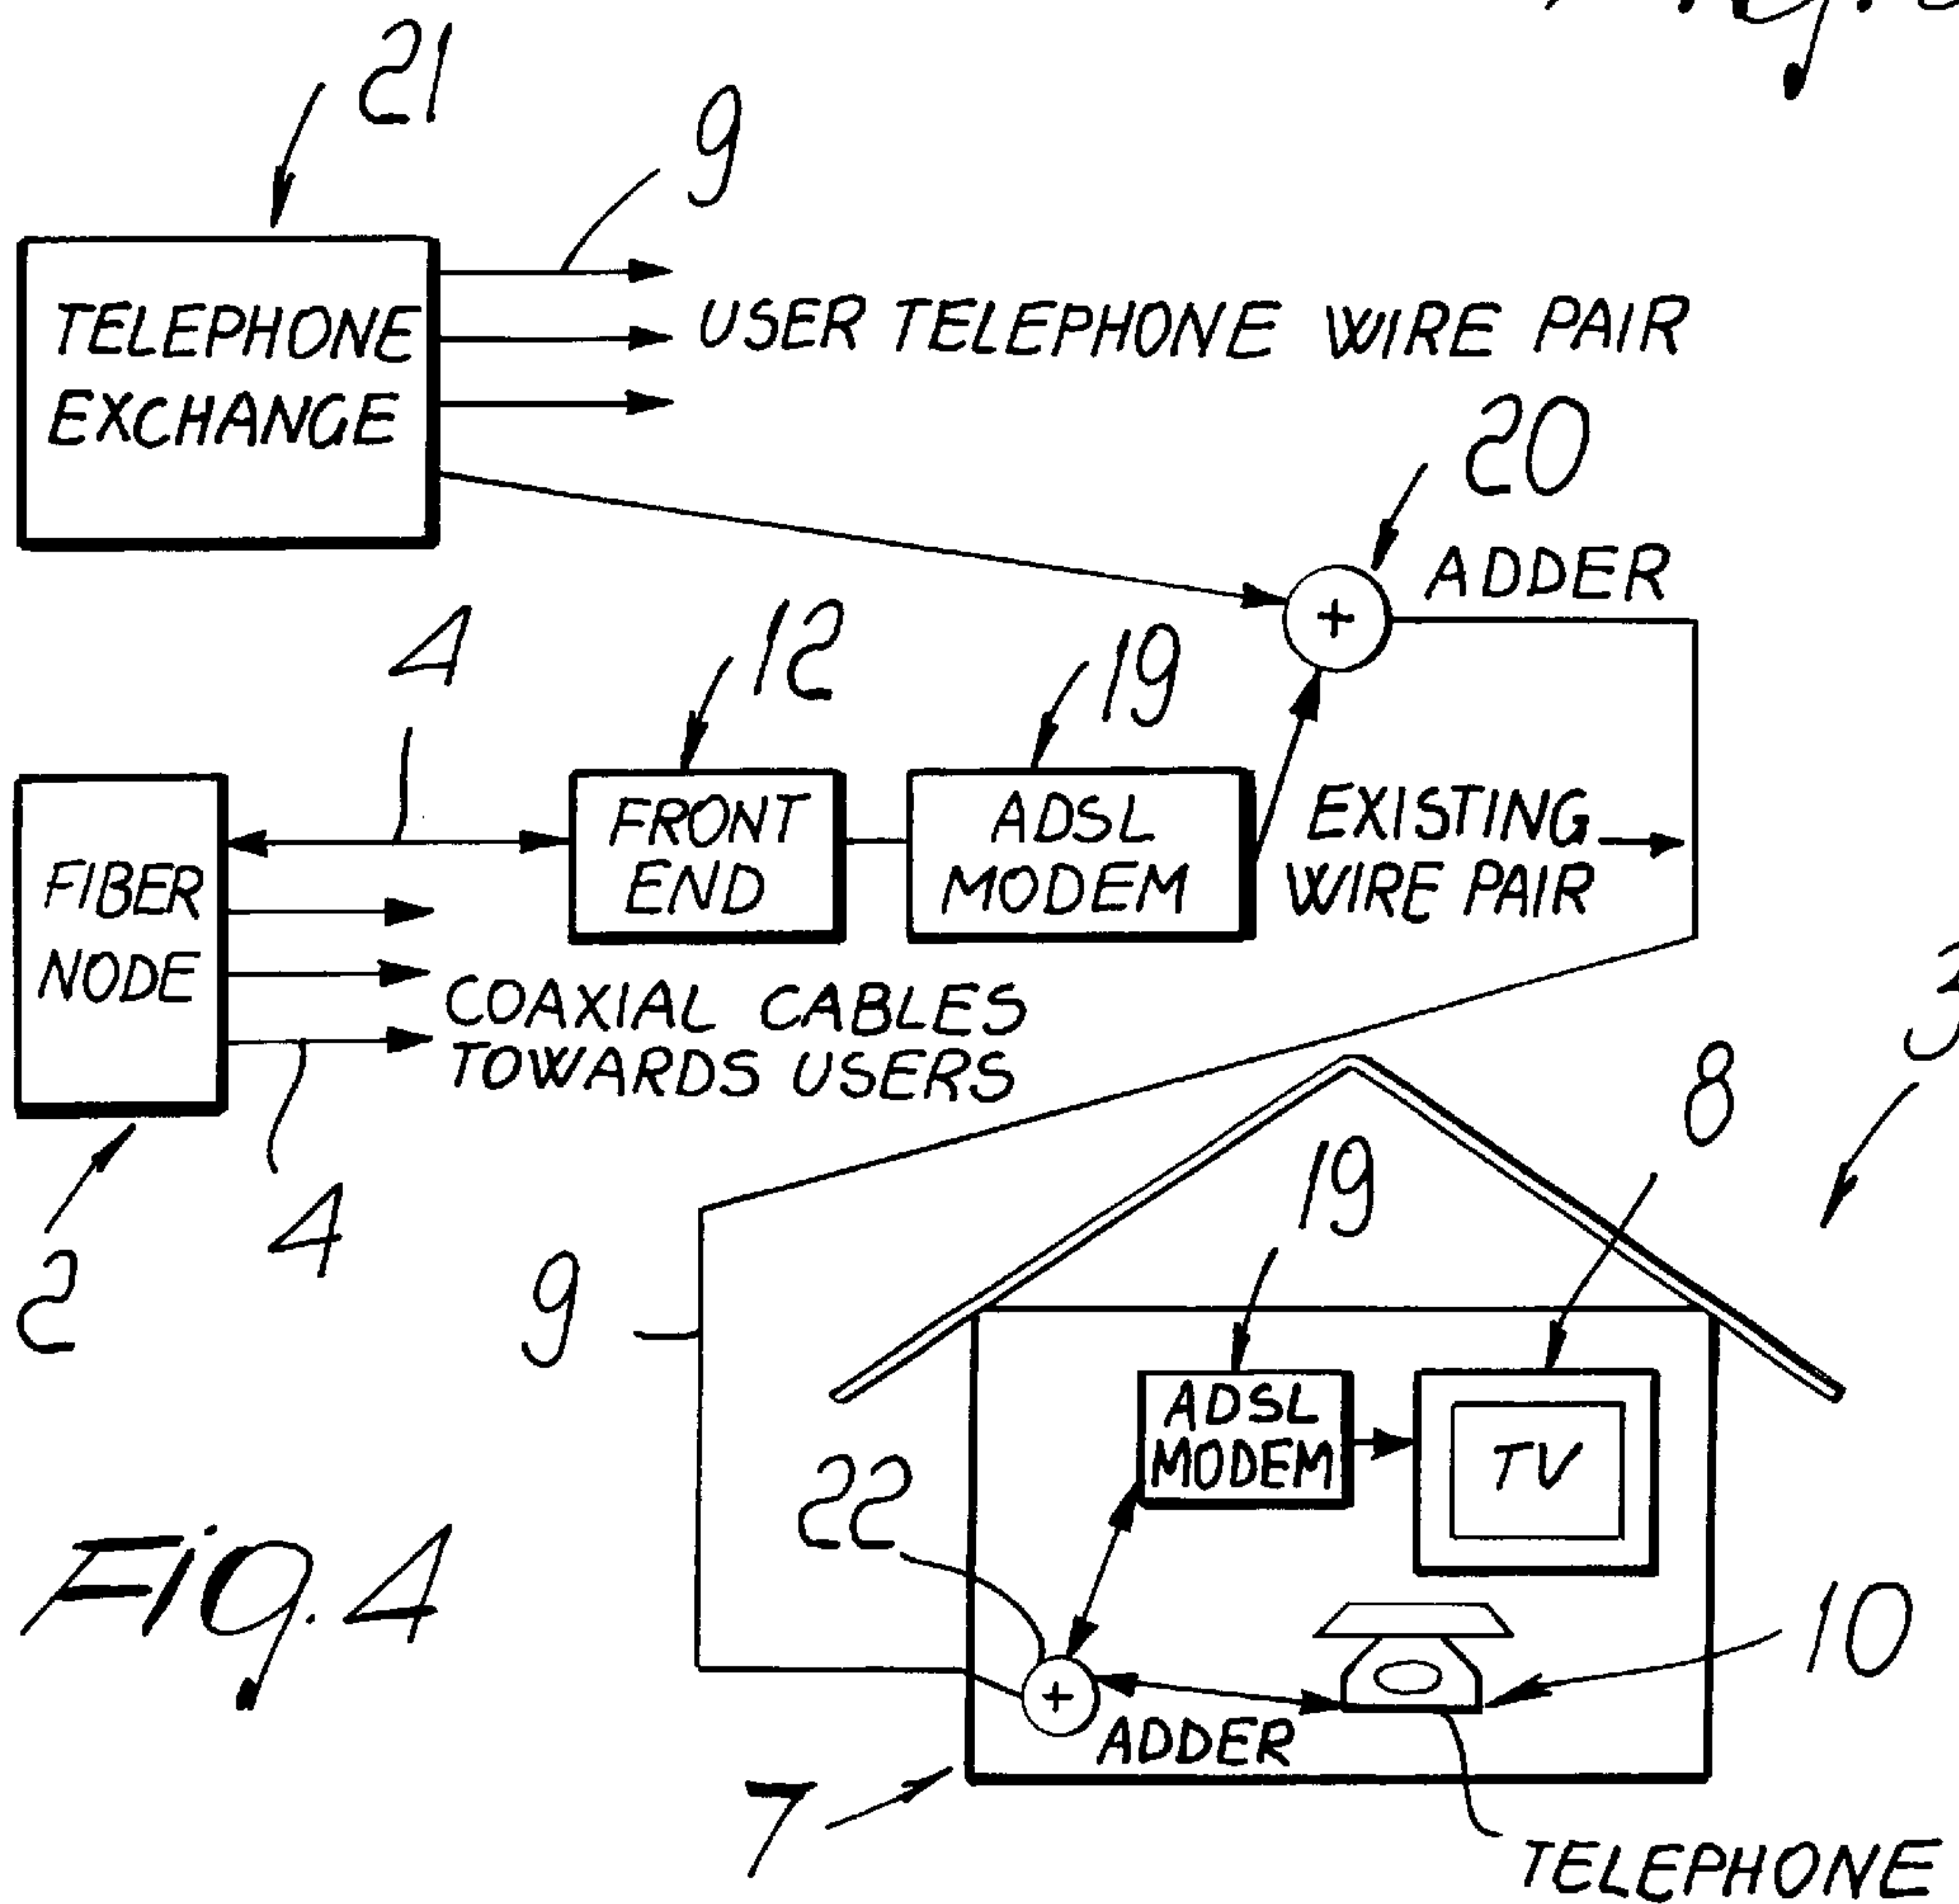 21
9
TELEPHONE
EXCHANGE
USER TELEPHONE WIRE PAIR
20
+
ADDER
4
12
19
FIBER
NODE
FRONT
END
ADSL
MODEM
EXISTING
WIRE PAIR
COAXIAL CABLES
TOWARDS USERS
4
2
3
8
19
9
ADSL
MODEM
TV
22
+
ADDER
10
7
TELEPHONE
Fig. 4